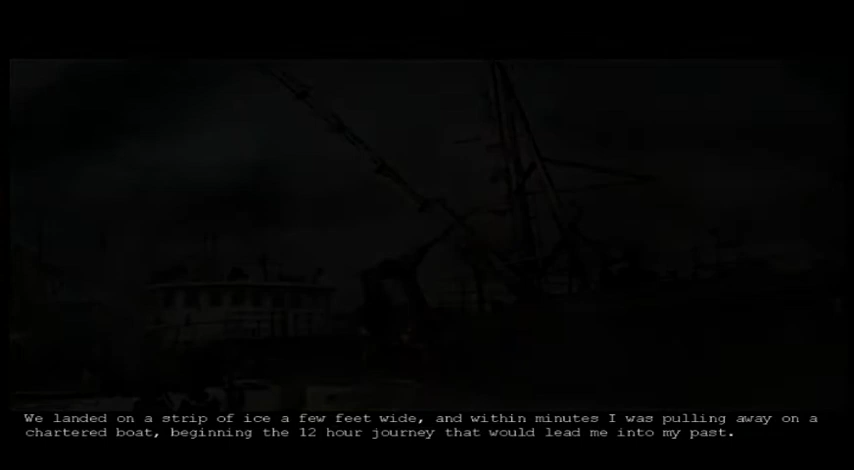 We landed on a strip of ice a few feet wide, and within minutes I was pulling away on a
chartered boat, beginning the 12 hour journey that would lead me into my past.